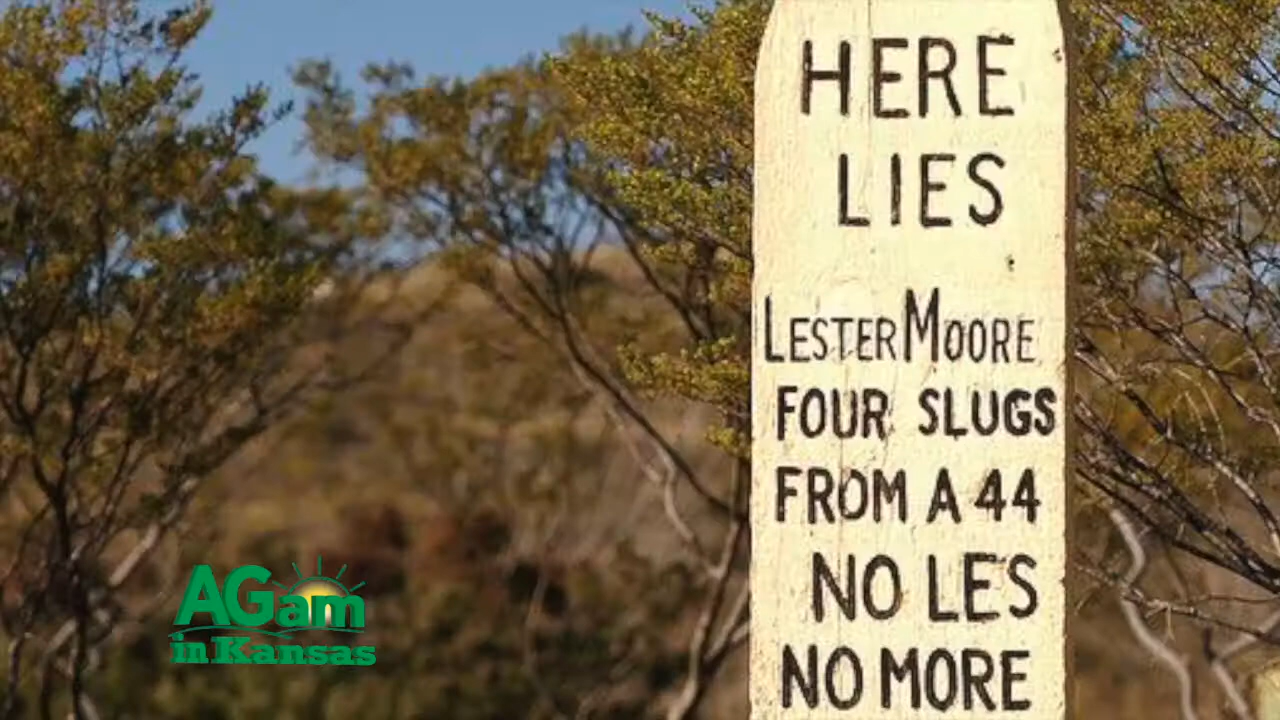 HERE
LIES
LESTER MOORE
FOUR SLUGS
FROM A 44
NO LES
NO MORE
AGam
in Kansas